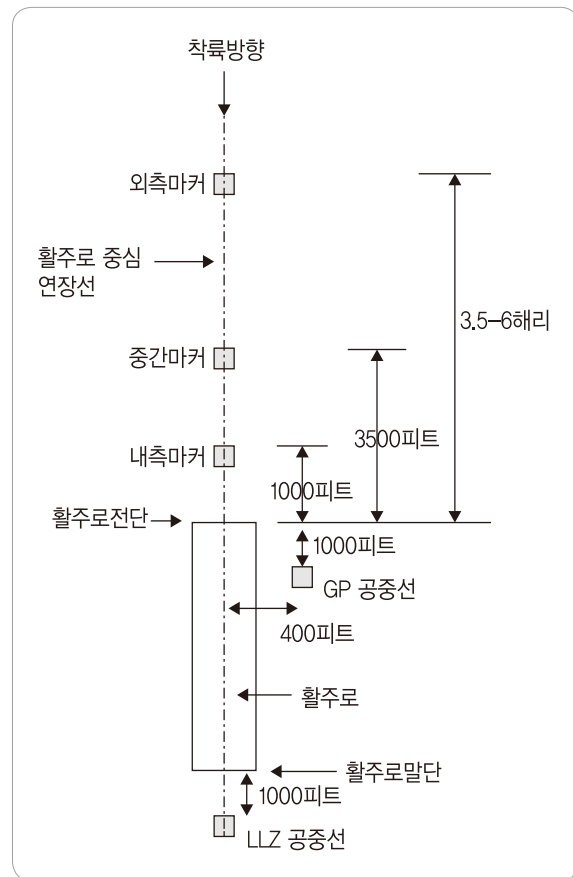 착륙방향
외측마커
활주로 중심
연장선
3.5-6해리
중간마커
3500피트
내측마커
1000피트
활주로전단
1000피트
GP 공중선
400피트
활주로
활주로말단
1000피트
LLZ 공중선